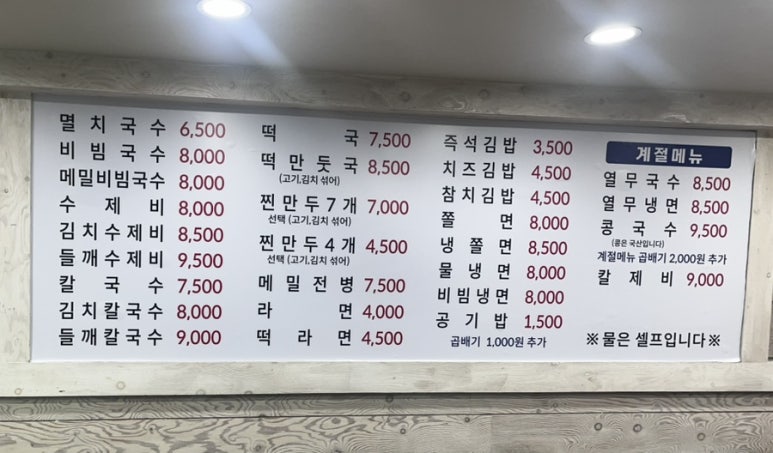 멸치국수 6,500
비빔국수 8,000
메밀비빔국수 8,000
수제비 8,000
김치수제비 8,500
들깨수제비 9,500
칼국수 7,500
김치칼국수 8,000
들깨칼국수 9,000
떡국 7,500
떡만둣국 8,500
(고기,김치 섞어)
찐만두7개 7,000
선택 (고기,김치 섞어)
찐만두4개 4,500
선택 (고기,김치 섞어)
메밀전병 7,500
라면 4,000
떡라면 4,500
즉석김밥 3,500
치즈김밥 4,500
참치김밥 4,500
쫄면 8,000
냉쫄면 8,500
물냉면 8,000
비빔냉면 8,000
공기밥 1,500
곱배기 1,000원 추가
계절메뉴
열무국수 8,500
열무냉면 8,500
콩국수 9,500
(콩은 국산입니다)
계절메뉴 곱배기 2,000원 추가
칼제비 9,000
※물은 셀프입니다※